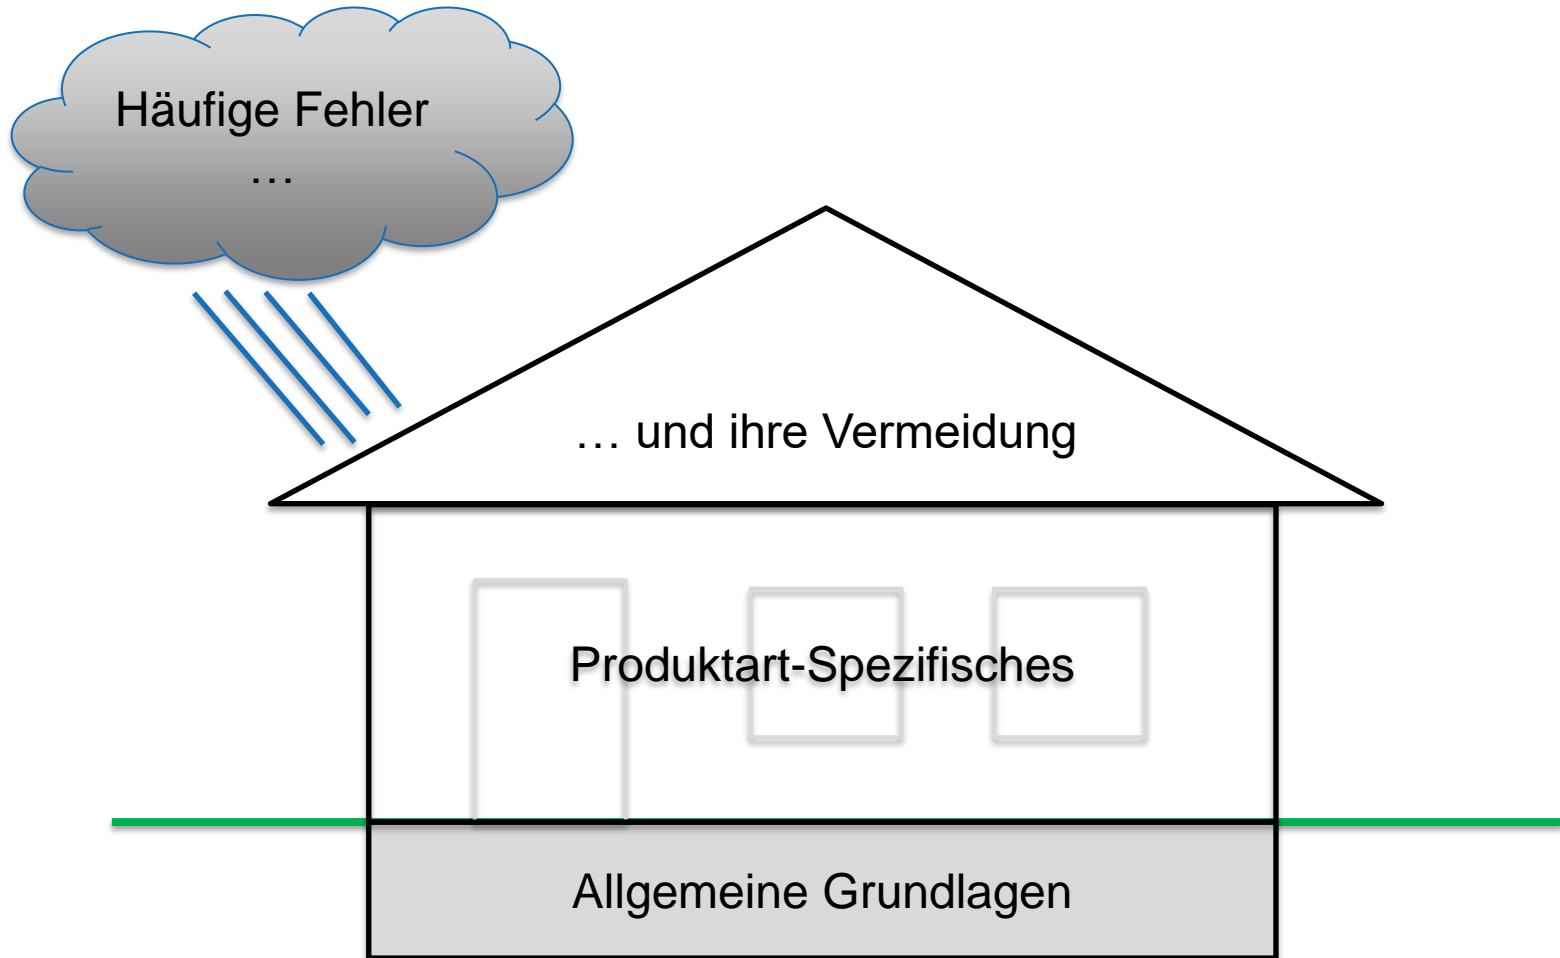 Häufige Fehler
…
… und ihre Vermeidung
Produktart-Spezifisches
Allgemeine Grundlagen